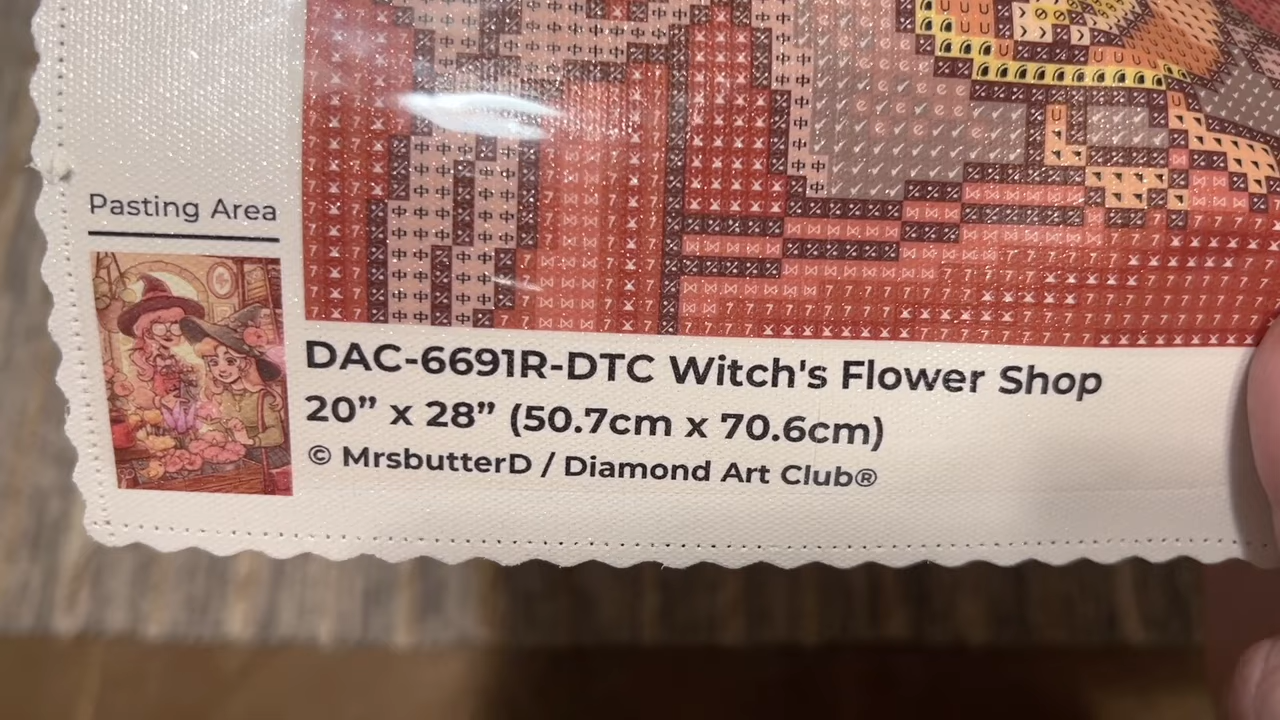 Pasting Area
DAC-6691R-DTC Witch's Flower Shop
20” x 28” (50.7cm x 70.6cm)
© MrsbutterD / Diamond Art Club®